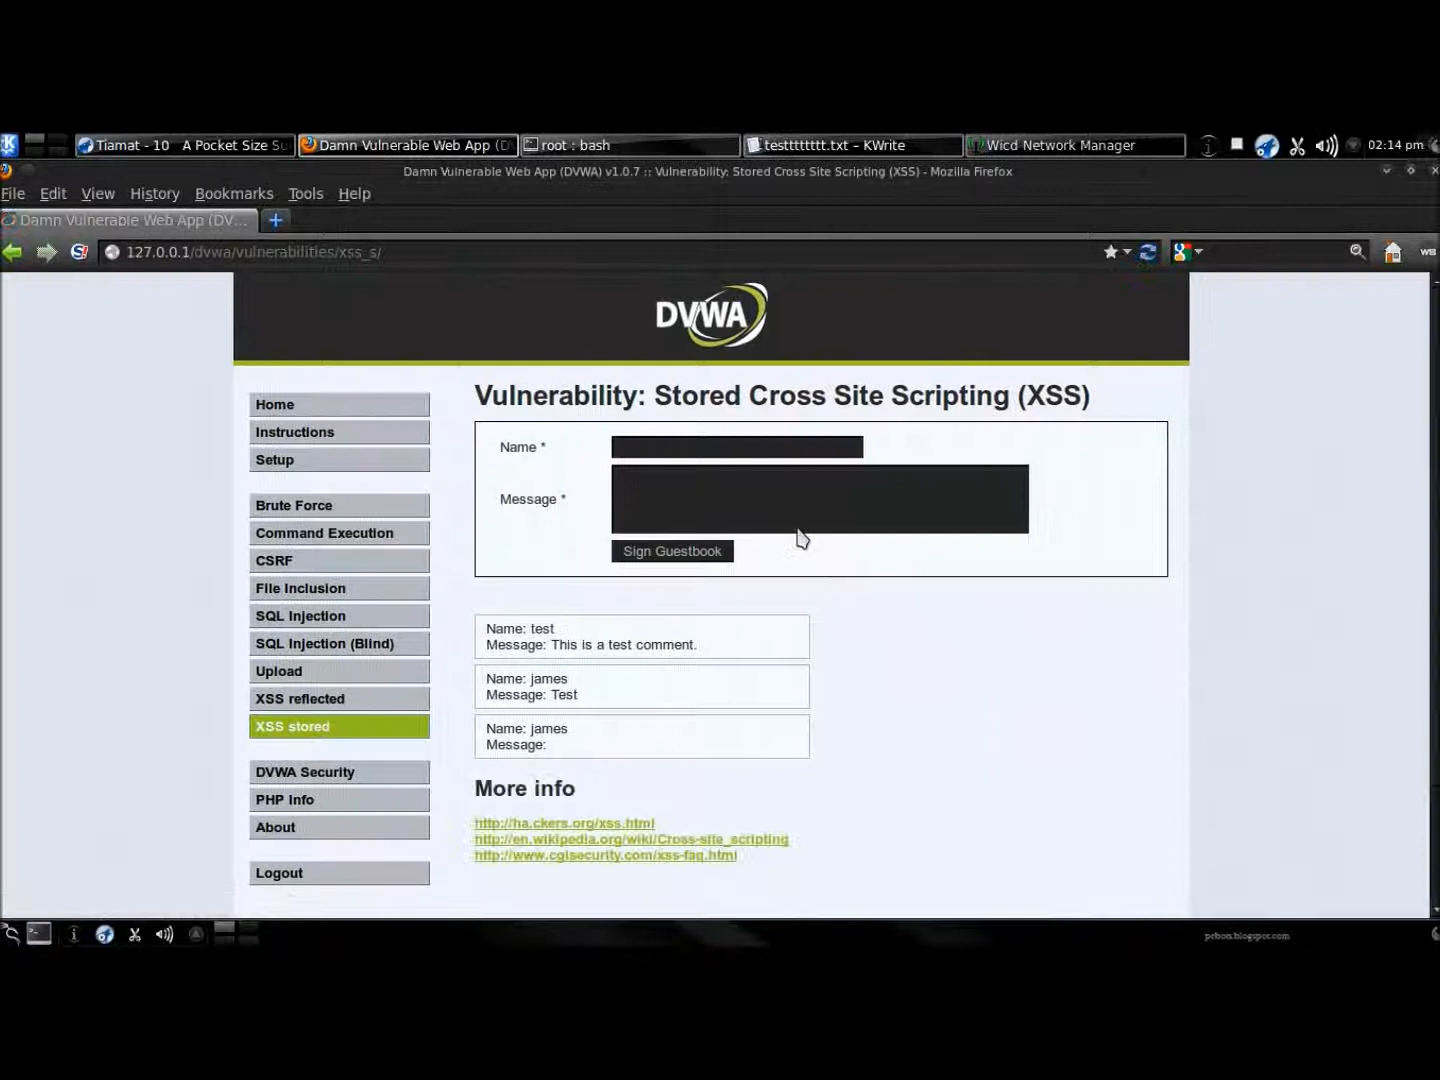 Tiamat - 10 A Pocket Size Su
Damn Vulnerable Web App (D
root : bash
testttttttt.txt – KWrite
Wicd Network Manager
02:14 pm
Damn Vulnerable Web App (DVWA) v1.0.7 :: Vulnerability: Stored Cross Site Scripting (XSS) - Mozilla Firefox
File Edit View History Bookmarks Tools Help
Damn Vulnerable Web App (DV...
127.0.0.1/dvwa/vulnerabilities/xss_s/
DVWA
Vulnerability: Stored Cross Site Scripting (XSS)
Home
Instructions
Setup
Brute Force
Command Execution
CSRF
File Inclusion
SQL Injection
SQL Injection (Blind)
Upload
XSS reflected
XSS stored
DVWA Security
PHP Info
About
Logout
Name *
Message *
Sign Guestbook
Name: test
Message: This is a test comment.
Name: james
Message: Test
Name: james
Message:
More info
http://ha.ckers.org/xss.html
http://en.wikipedia.org/wiki/Cross-site_scripting
http://www.cgisecurity.com/xss-faq.html